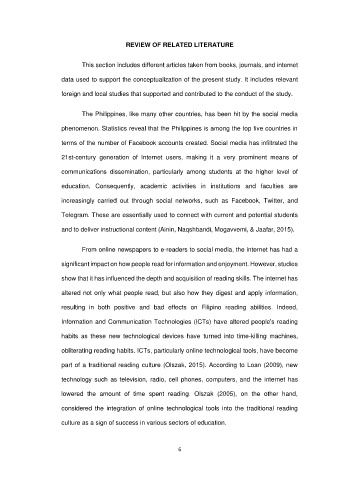 REVIEW OF RELATED LITERATURE
This section includes different articles taken from books, journals, and internet
data used to support the conceptualization of the present study. It includes relevant
foreign and local studies that supported and contributed to the conduct of the study.
The Philippines, like many other countries, has been hit by the social media
phenomenon. Statistics reveal that the Philippines is among the top five countries in
terms of the number of Facebook accounts created. Social media has infiltrated the
21st-century generation of Internet users, making it a very prominent means of
communications dissemination, particularly among students at the higher level of
education. Consequently, academic activities in institutions and faculties are
increasingly carried out through social networks, such as Facebook, Twitter, and
Telegram. These are essentially used to connect with current and potential students
and to deliver instructional content (Ainin, Naqshbandi, Mogavvemi, & Jaafar, 2015).
From online newspapers to e-readers to social media, the internet has had a
significant impact on how people read for information and enjoyment. However, studies
show that it has influenced the depth and acquisition of reading skills. The internet has
altered not only what people read, but also how they digest and apply information,
resulting in both positive and bad effects on Filipino reading abilities. Indeed,
Information and Communication Technologies (ICTs) have altered people's reading
habits as these new technological devices have turned into time-killing machines,
obliterating reading habits. ICTs, particularly online technological tools, have become
part of a traditional reading culture (Olszak, 2015). According to Loan (2009), new
technology such as television, radio, cell phones, computers, and the internet has
lowered the amount of time spent reading. Olszak (2005), on the other hand,
considered the integration of online technological tools into the traditional reading
culture as a sign of success in various sectors of education.
6